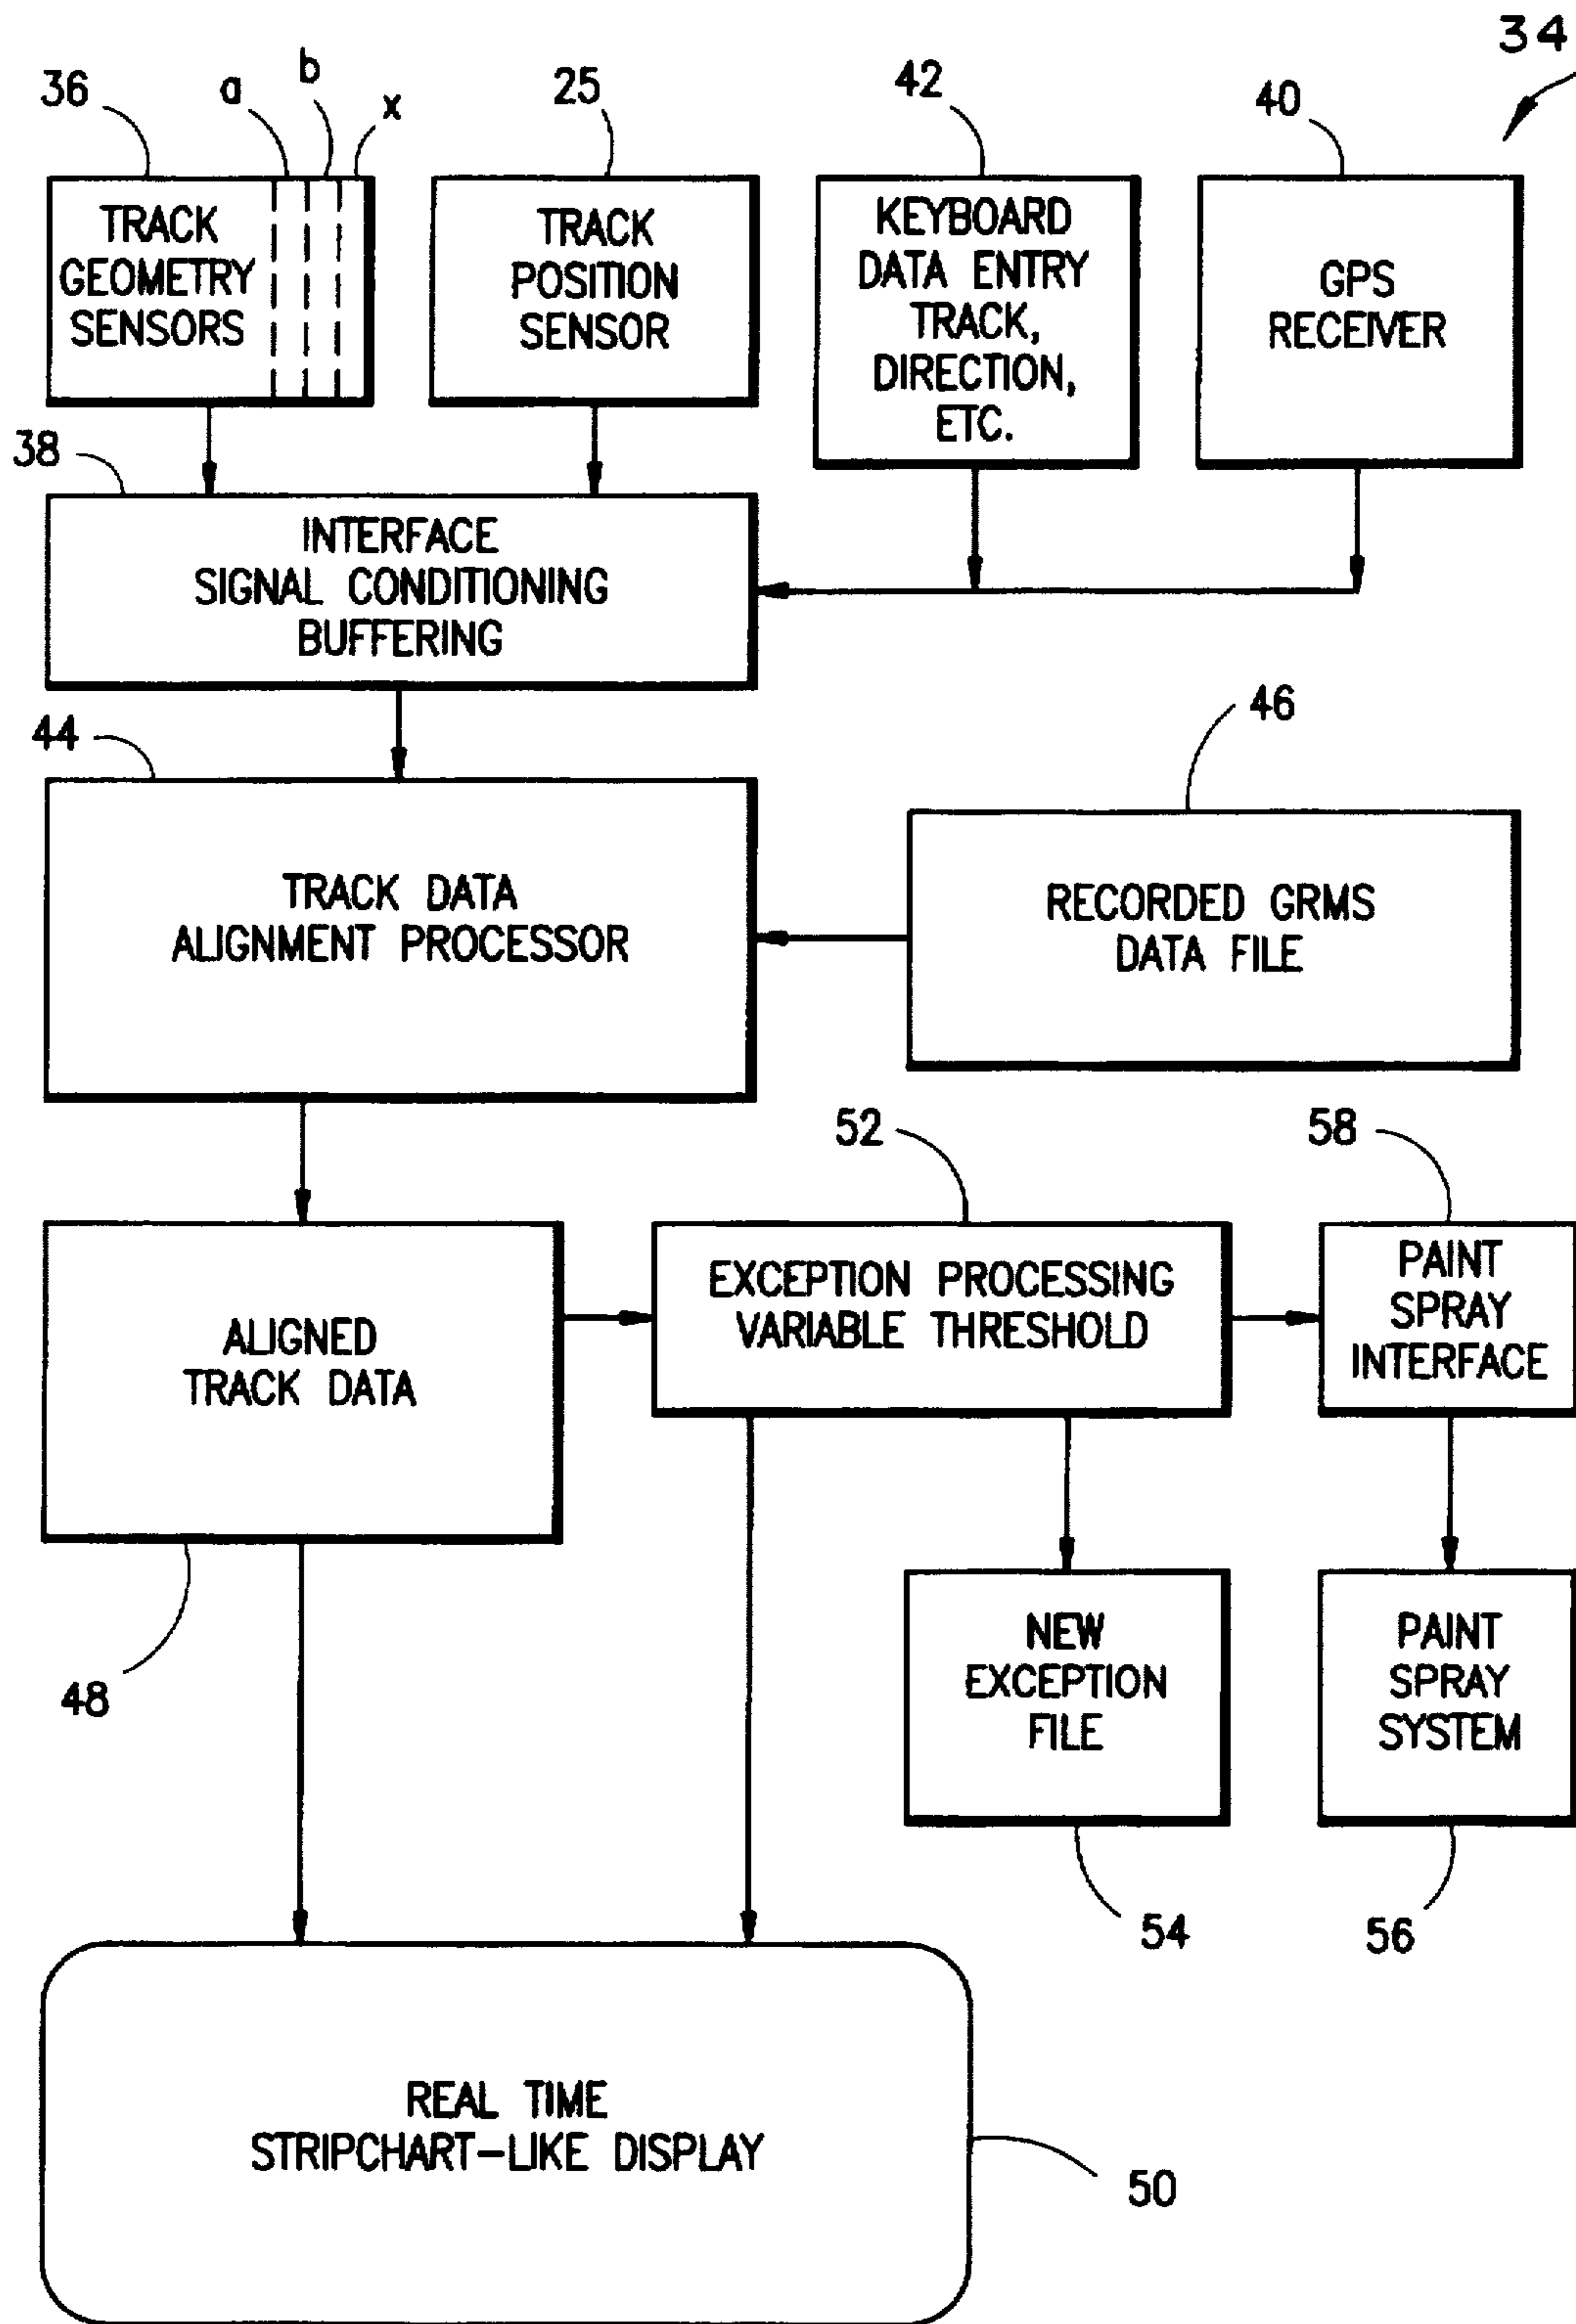 34
36
a
b
x
25
42
40
TRACK
GEOMETRY
SENSORS
TRACK
POSITION
SENSOR
KEYBOARD
DATA ENTRY
TRACK,
DIRECTION,
ETC.
GPS
RECEIVER
38
INTERFACE
SIGNAL CONDITIONING
BUFFERING
44
46
TRACK DATA
ALIGNMENT PROCESSOR
RECORDED GRMS
DATA FILE
52
58
ALIGNED
TRACK DATA
EXCEPTION PROCESSING
VARIABLE THRESHOLD
PAINT
SPRAY
INTERFACE
48
NEW
EXCEPTION
FILE
PAINT
SPRAY
SYSTEM
54
56
REAL TIME
STRIPCHART-LIKE DISPLAY
50